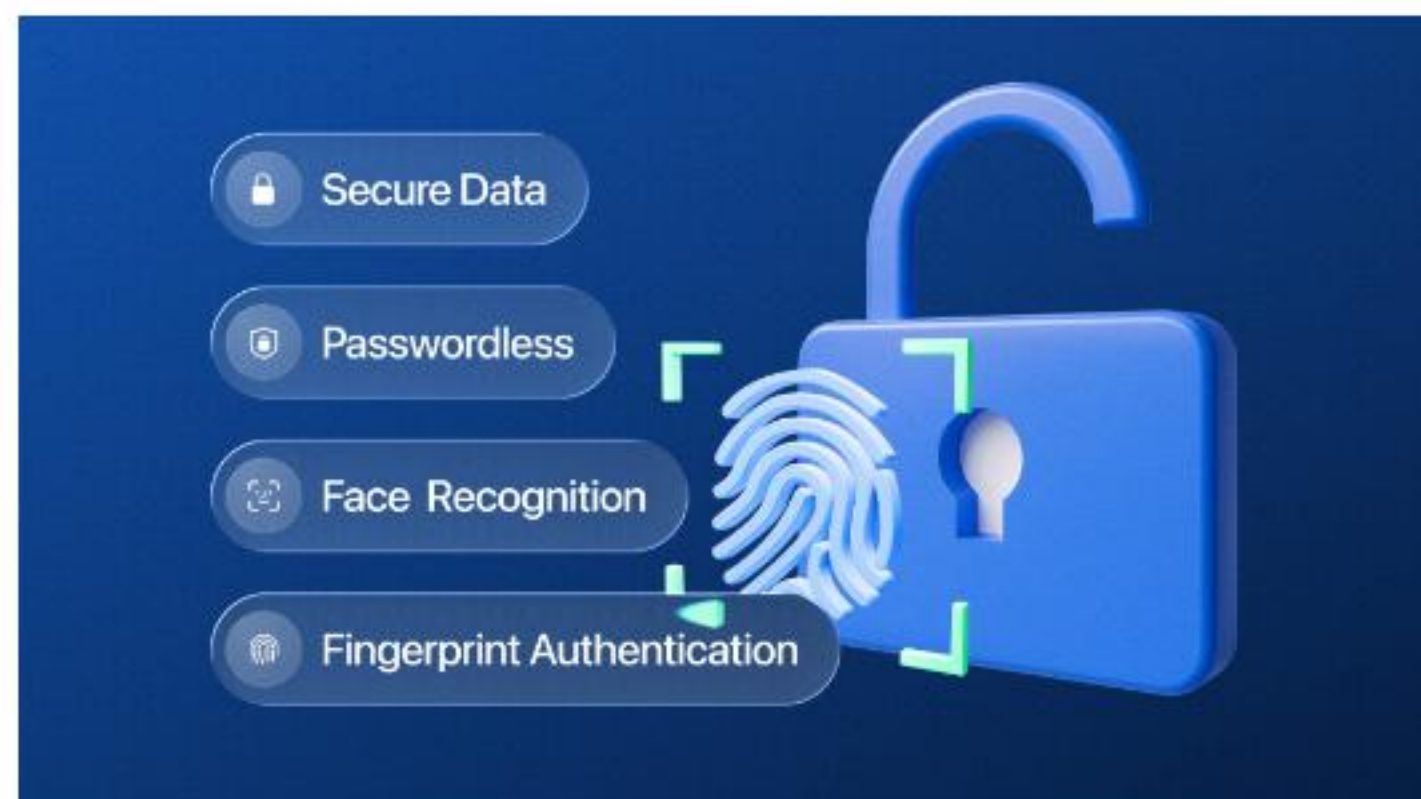 Secure Data
Passwordless
Face Recognition
Fingerprint Authentication